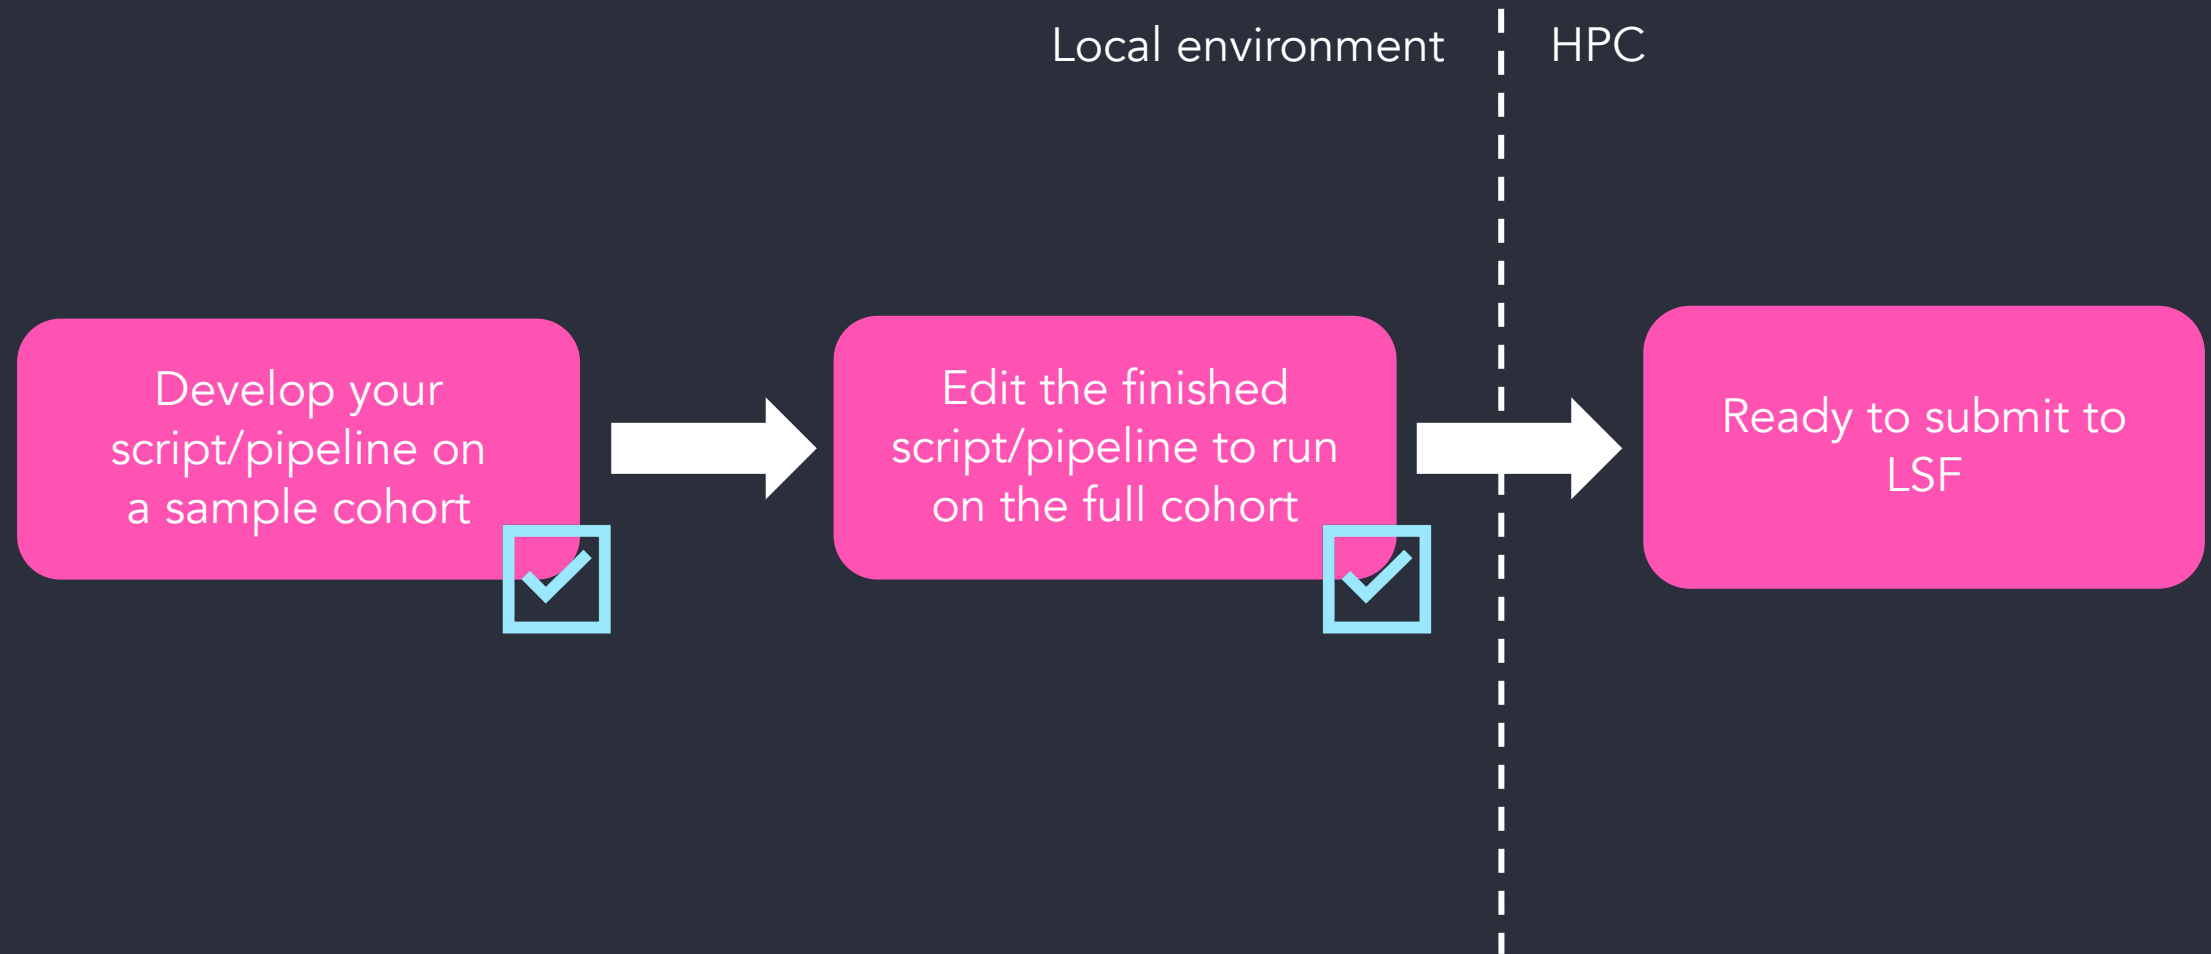 Local environment
HPC
Develop your
script/pipeline on
a sample cohort
Edit the finished
script/pipeline to run
on the full cohort
Ready to submit to
LSF